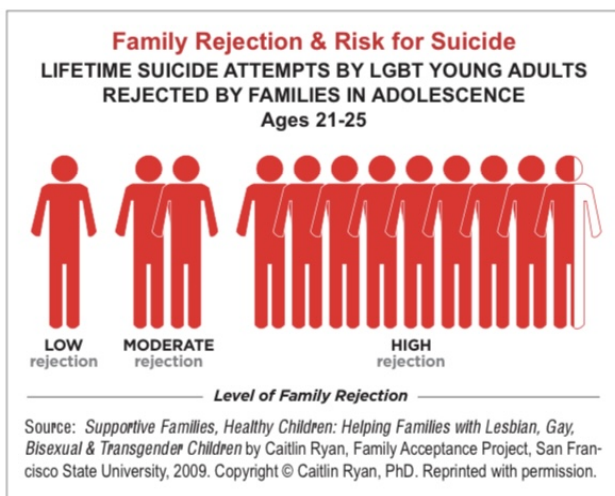 Family Rejection & Risk for Suicide
LIFETIME SUICIDE ATTEMPTS BY LGBT YOUNG ADULTS
REJECTED BY FAMILIES IN ADOLESCENCE
Ages 21-25
LOW
rejection
MODERATE
rejection
HIGH
rejection
Level of Family Rejection
Source: Supportive Families, Healthy Children: Helping Families with Lesbian, Gay,
Bisexual & Transgender Children by Caitlin Ryan, Family Acceptance Project, San Fran-
cisco State University, 2009. Copyright © Caitlin Ryan, PhD. Reprinted with permission.